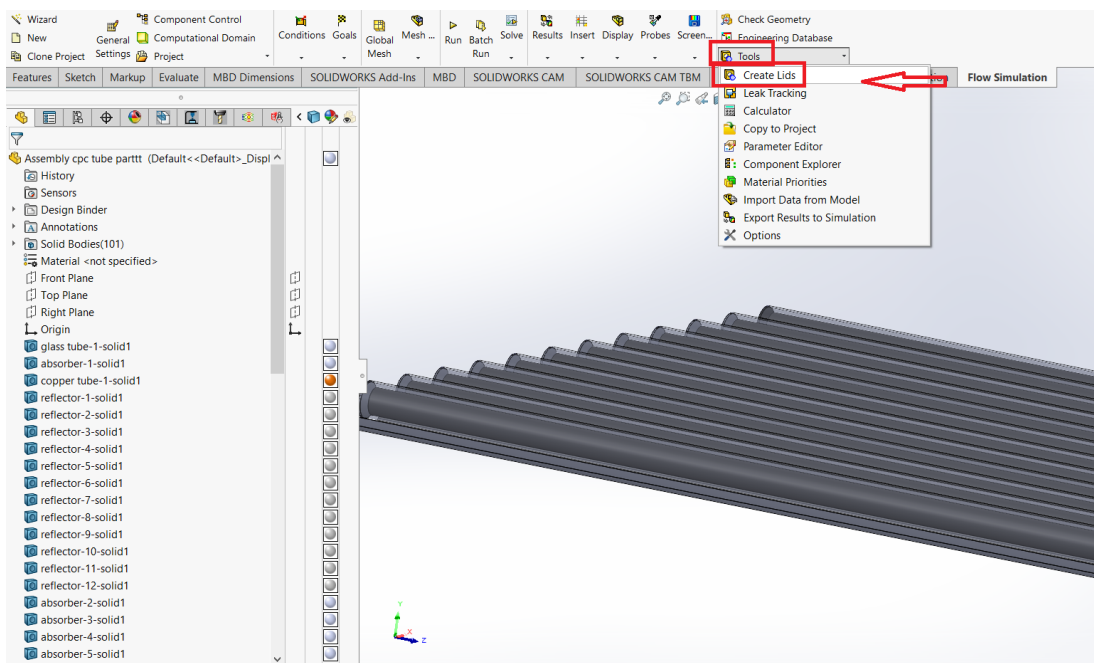 Wizard
New
Clone Project
General Settings
Component Control
Computational Domain
Project
Conditions
Goals
Global Mesh
Mesh ...
Run
Batch Run
Solve
Results
Insert
Display
Probes
Screen...
Check Geometry
Engineering Database
Tools
Features
Sketch
Markup
Evaluate
MBD Dimensions
SOLIDWORKS Add-Ins
MBD
SOLIDWORKS CAM
SOLIDWORKS CAM TBM
Flow Simulation
Create Lids
Leak Tracking
Calculator
Copy to Project
Parameter Editor
Component Explorer
Material Priorities
Import Data from Model
Export Results to Simulation
Options
Assembly cpc tube parttt (Default<<Default>_Displ
History
Sensors
Design Binder
Annotations
Solid Bodies(101)
Material <not specified>
Front Plane
Top Plane
Right Plane
Origin
glass tube-1-solid1
absorber-1-solid1
copper tube-1-solid1
reflector-1-solid1
reflector-2-solid1
reflector-3-solid1
reflector-4-solid1
reflector-5-solid1
reflector-6-solid1
reflector-7-solid1
reflector-8-solid1
reflector-9-solid1
reflector-10-solid1
reflector-11-solid1
reflector-12-solid1
absorber-2-solid1
absorber-3-solid1
absorber-4-solid1
absorber-5-solid1
Y
X
Z